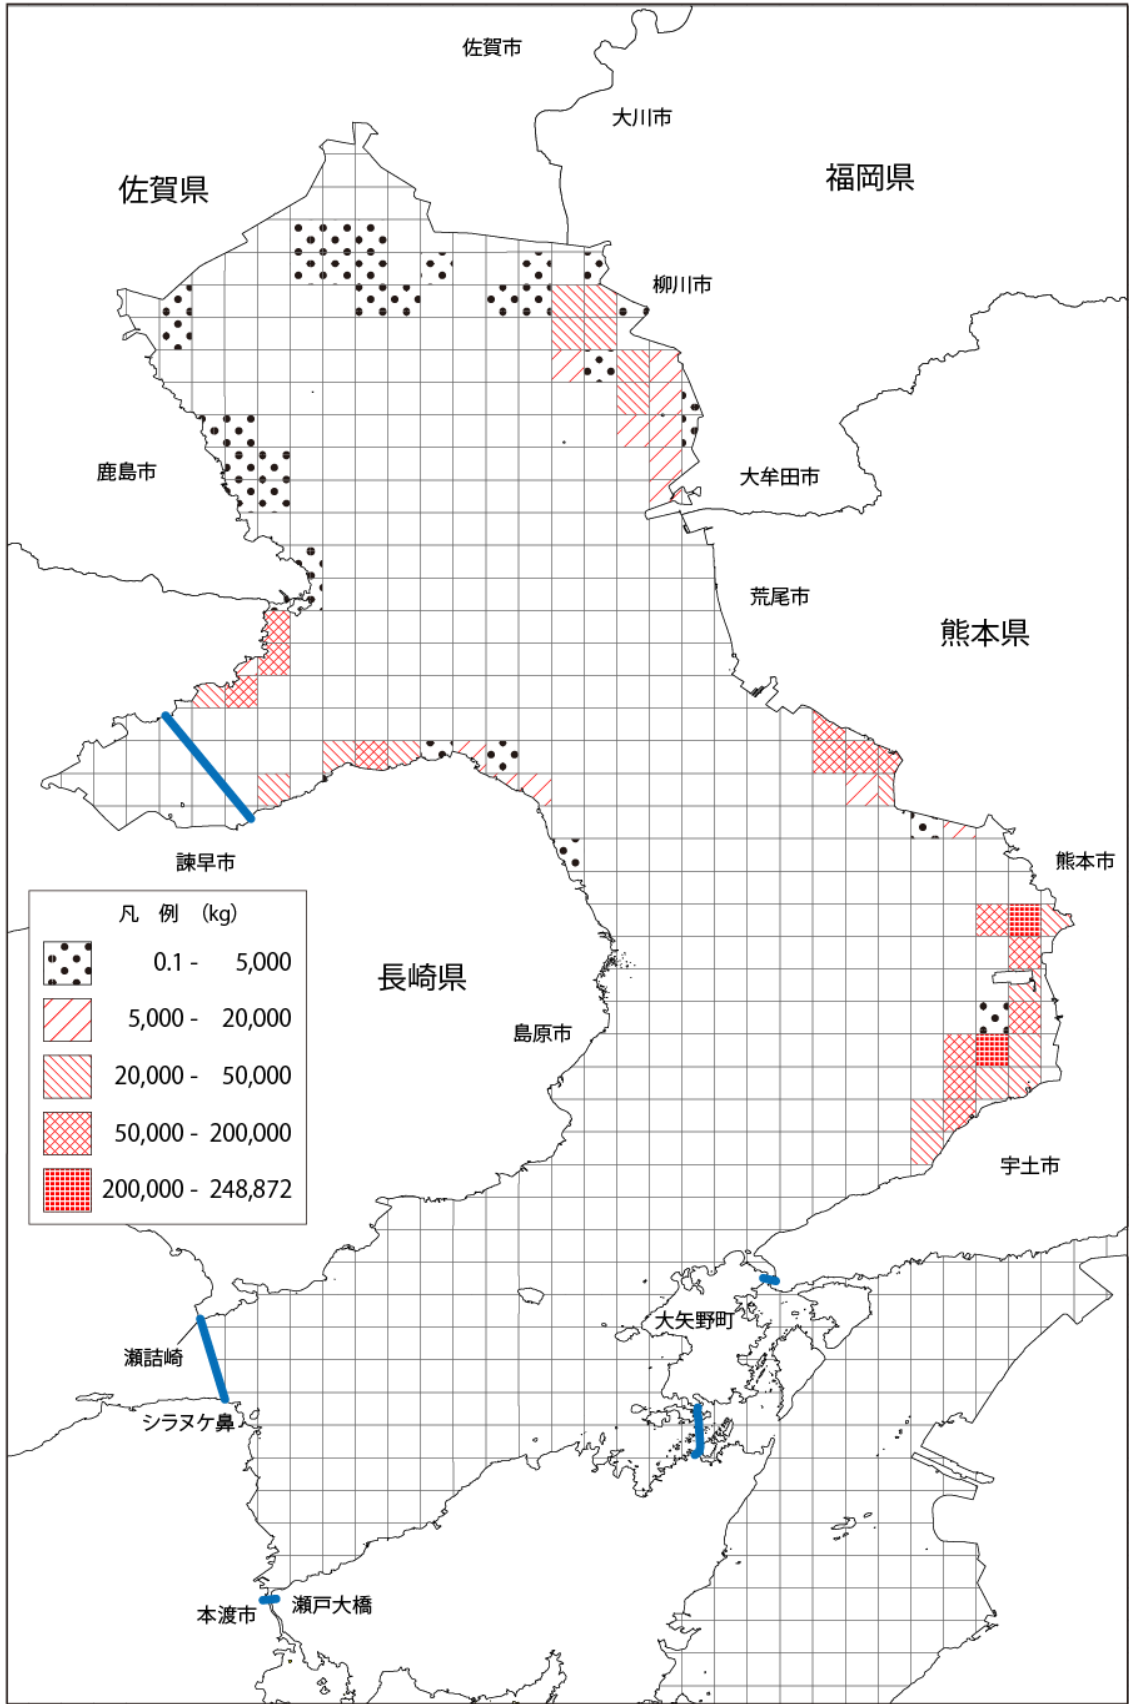 佐賀市
大川市
福岡県
佐賀県
柳川市
鹿島市
大牟田市
荒尾市
熊本県
諫早市
熊本市
凡 例 (kg)
0.1 - 5,000
5,000 - 20,000
20,000 - 50,000
50,000 - 200,000
200,000 - 248,872
長崎県
島原市
宇土市
大矢野町
瀬詰崎
シラヌケ鼻
瀬戸大橋
本渡市